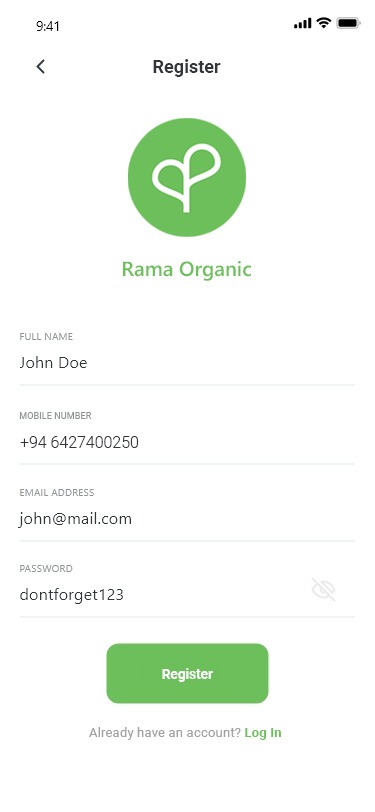 9:41
Register
Rama Organic
FULL NAME
John Doe
MOBILE NUMBER
+94 6427400250
EMAIL ADDRESS
john@mail.com
PASSWORD
dontforget123
Register
Already have an account? Log In